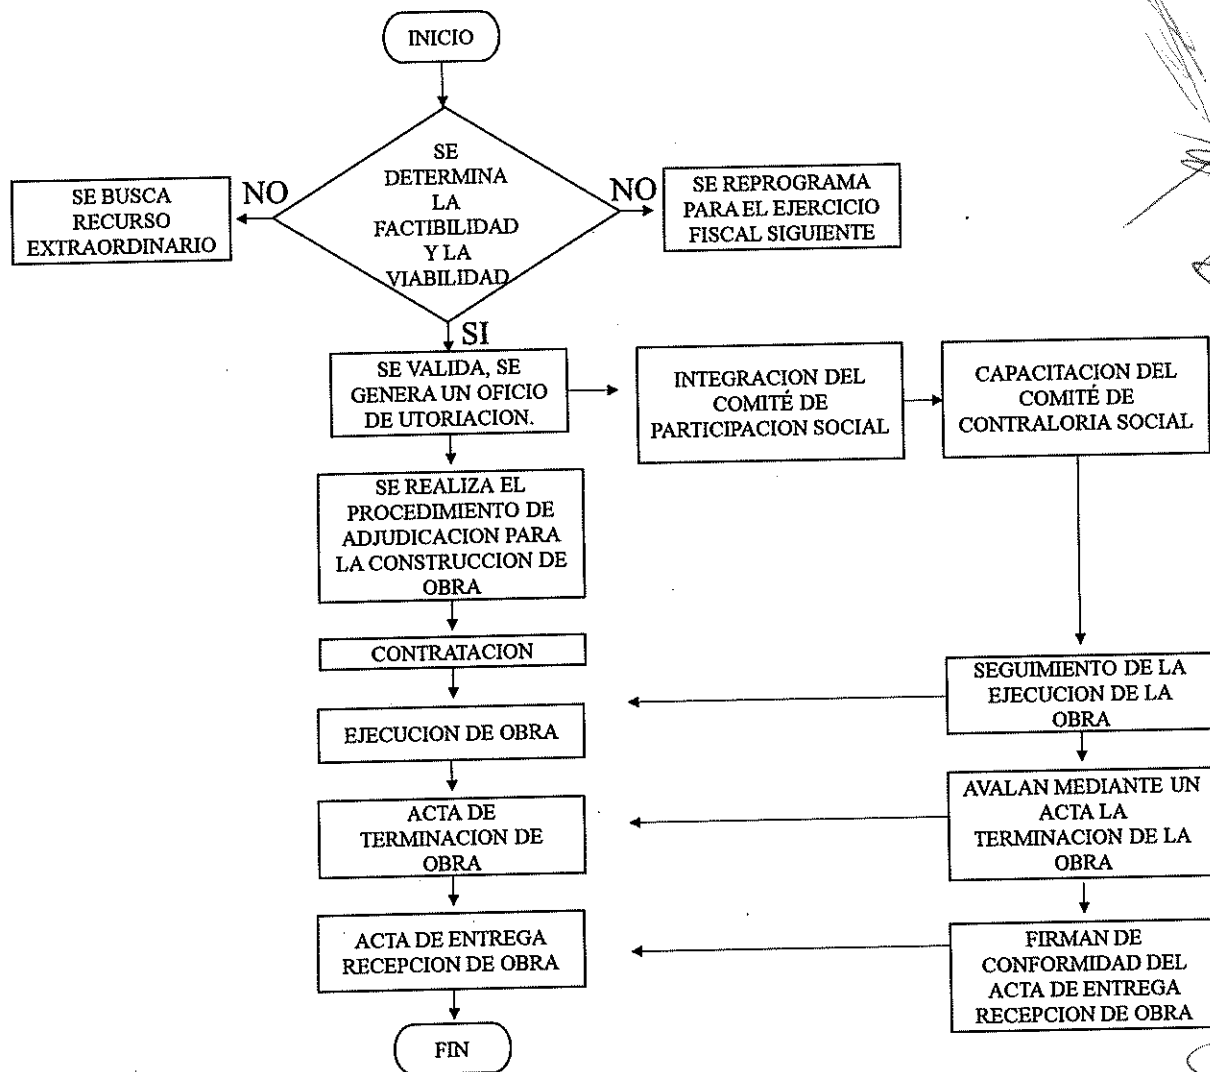 INICIO
SE
DETERMINA
LA
FACTIBILIDAD
Y LA
VIABILIDAD
NO
SE BUSCA
RECURSO
EXTRAORDINARIO
NO
SE REPROGRAMA
PARA EL EJERCICIO
FISCAL SIGUIENTE
SI
SE VALIDA, SE
GENERA UN OFICIO
DE UTORIACION.
INTEGRACION DEL
COMITÉ DE
PARTICIPACION SOCIAL
CAPACITACION DEL
COMITÉ DE
CONTRALORIA SOCIAL
SE REALIZA EL
PROCEDIMIENTO DE
ADJUDICACION PARA
LA CONSTRUCCION DE
OBRA
CONTRATACION
SEGUIMIENTO DE LA
EJECUCION DE LA
OBRA
EJECUCION DE OBRA
AVALAN MEDIANTE UN
ACTA LA
TERMINACION DE LA
OBRA
ACTA DE
TERMINACION DE
OBRA
FIRMAN DE
CONFORMIDAD DEL
ACTA DE ENTREGA
RECEPCION DE OBRA
ACTA DE ENTREGA
RECEPCION DE OBRA
FIN